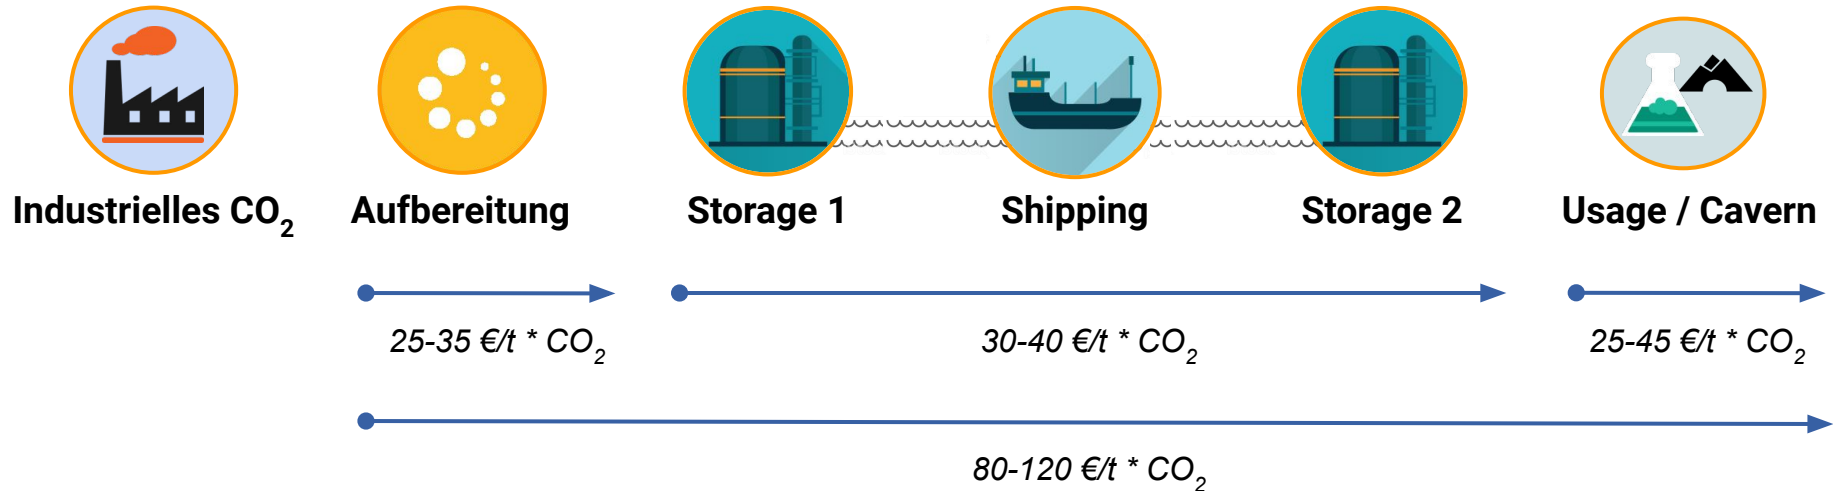 Industrielles CO2
Aufbereitung
Storage 1
Shipping
Storage 2
Usage / Cavern
25-35 €/t * CO2
30-40 €/t * CO2
25-45 €/t * CO2
80-120 €/t * CO2